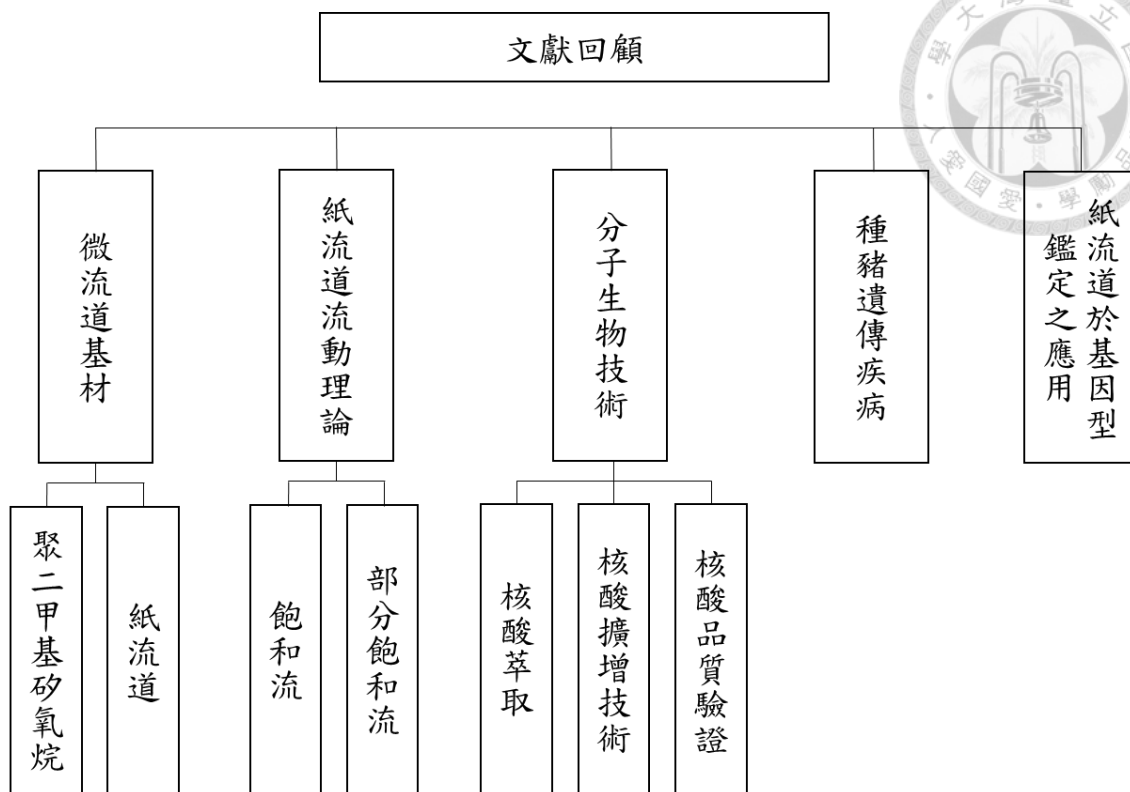 文獻回顧
微流道基材
紙流道流動理論
分子生物技術
種豬遺傳疾病
紙流道於基因型
鑑定之應用
聚二甲基矽氧烷
紙流道
飽和流
部分飽和流
核酸萃取
核酸擴增技術
核酸品質驗證